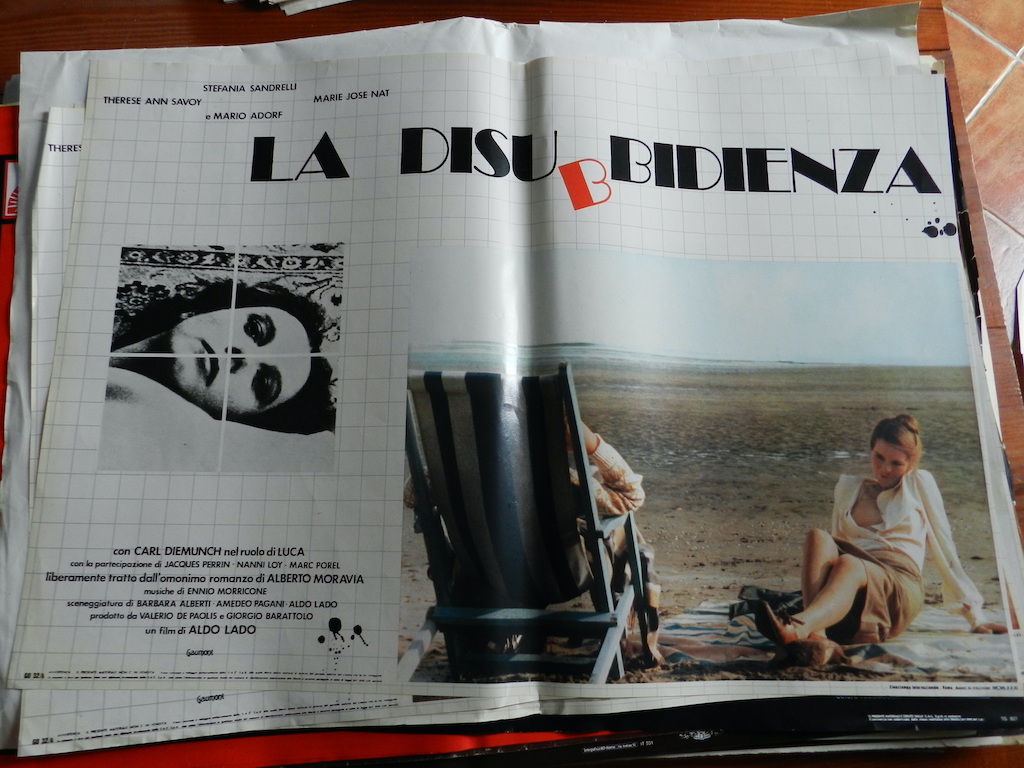 STEFANIA SANDRELLI
THERESE ANN SAVOY
MARIE JOSE NAT
e MARIO ADORF
THERES
LA DISUBBIDIENZA
con CARL DIEMUNCH nel ruolo di LUCA
con la partecipazione di JACQUES PERRIN · NANNI LOY · MARC POREL
liberamente tratto dall'omonimo romanzo di ALBERTO MORAVIA
musiche di ENNIO MORRICONE
sceneggiatura di BARBARA ALBERTI · AMEDEO PAGANI · ALDO LADO
prodotto da VALERIO DE PAOLIS e GIORGIO BARATTOLO
un film di ALDO LADO
Gaumont
Gaumont